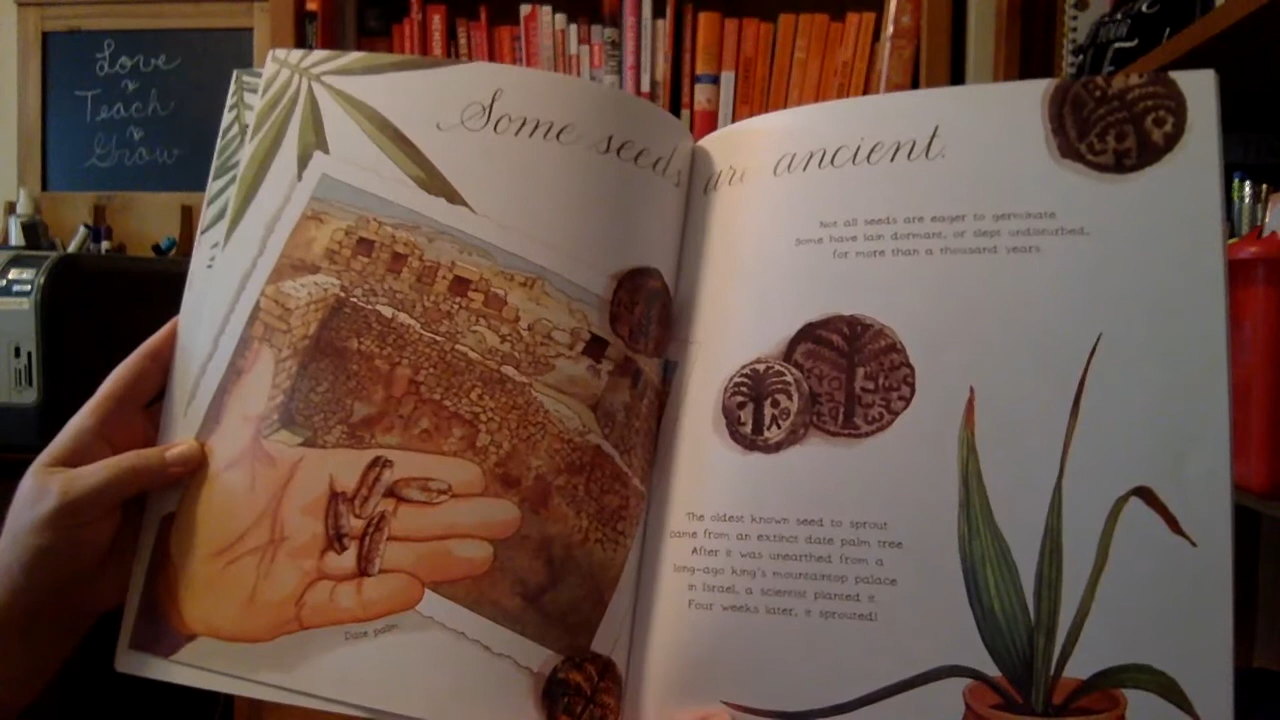 Love
&
Teach
&
Grow
Some seeds are ancient.
Not all seeds are eager to germinate.
Some have lain dormant, or slept undisturbed,
for more than a thousand years.
The oldest known seed to sprout
came from an extinct date palm tree.
After it was unearthed from a
long-ago king's mountaintop palace
in Israel, a scientist planted it.
Four weeks later, it sprouted!
Date palm